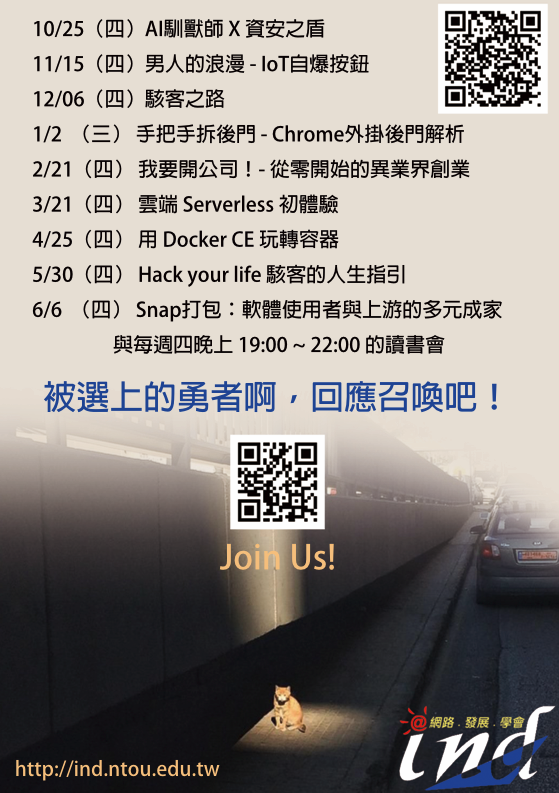 10/25（四）AI馴獸師 X 資安之盾
11/15（四）男人的浪漫 - IoT自爆按鈕
12/06（四）駭客之路
1/2 （三） 手把手拆後門 - Chrome外掛後門解析
2/21（四） 我要開公司！- 從零開始的異業界創業
3/21（四） 雲端 Serverless 初體驗
4/25（四） 用 Docker CE 玩轉容器
5/30（四） Hack your life 駭客的人生指引
6/6 （四） Snap打包：軟體使用者與上游的多元成家
與每週四晚上 19:00 ~ 22:00 的讀書會
被選上的勇者啊，回應召喚吧！
Join Us!
@網路．發展．學會
ind
http://ind.ntou.edu.tw